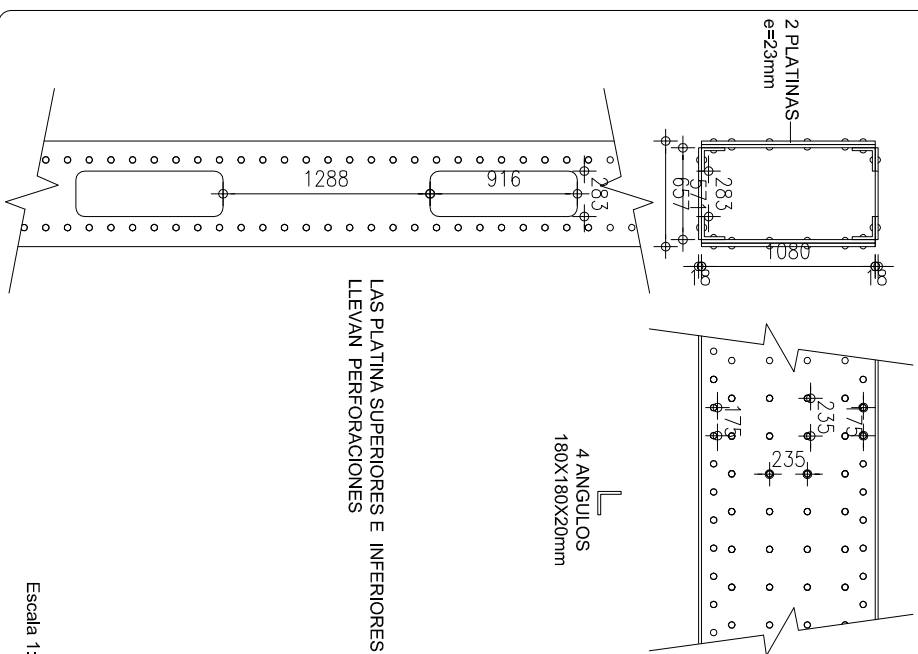 2 PLATINAS
e=23mm
1288
916
283
283
571
657
1080
18
18
175
235
175
235
4 ANGULOS
180X180X20mm
LAS PLATINA SUPERIORES E INFERIORES
LLEVAN PERFORACIONES
Escala 1: